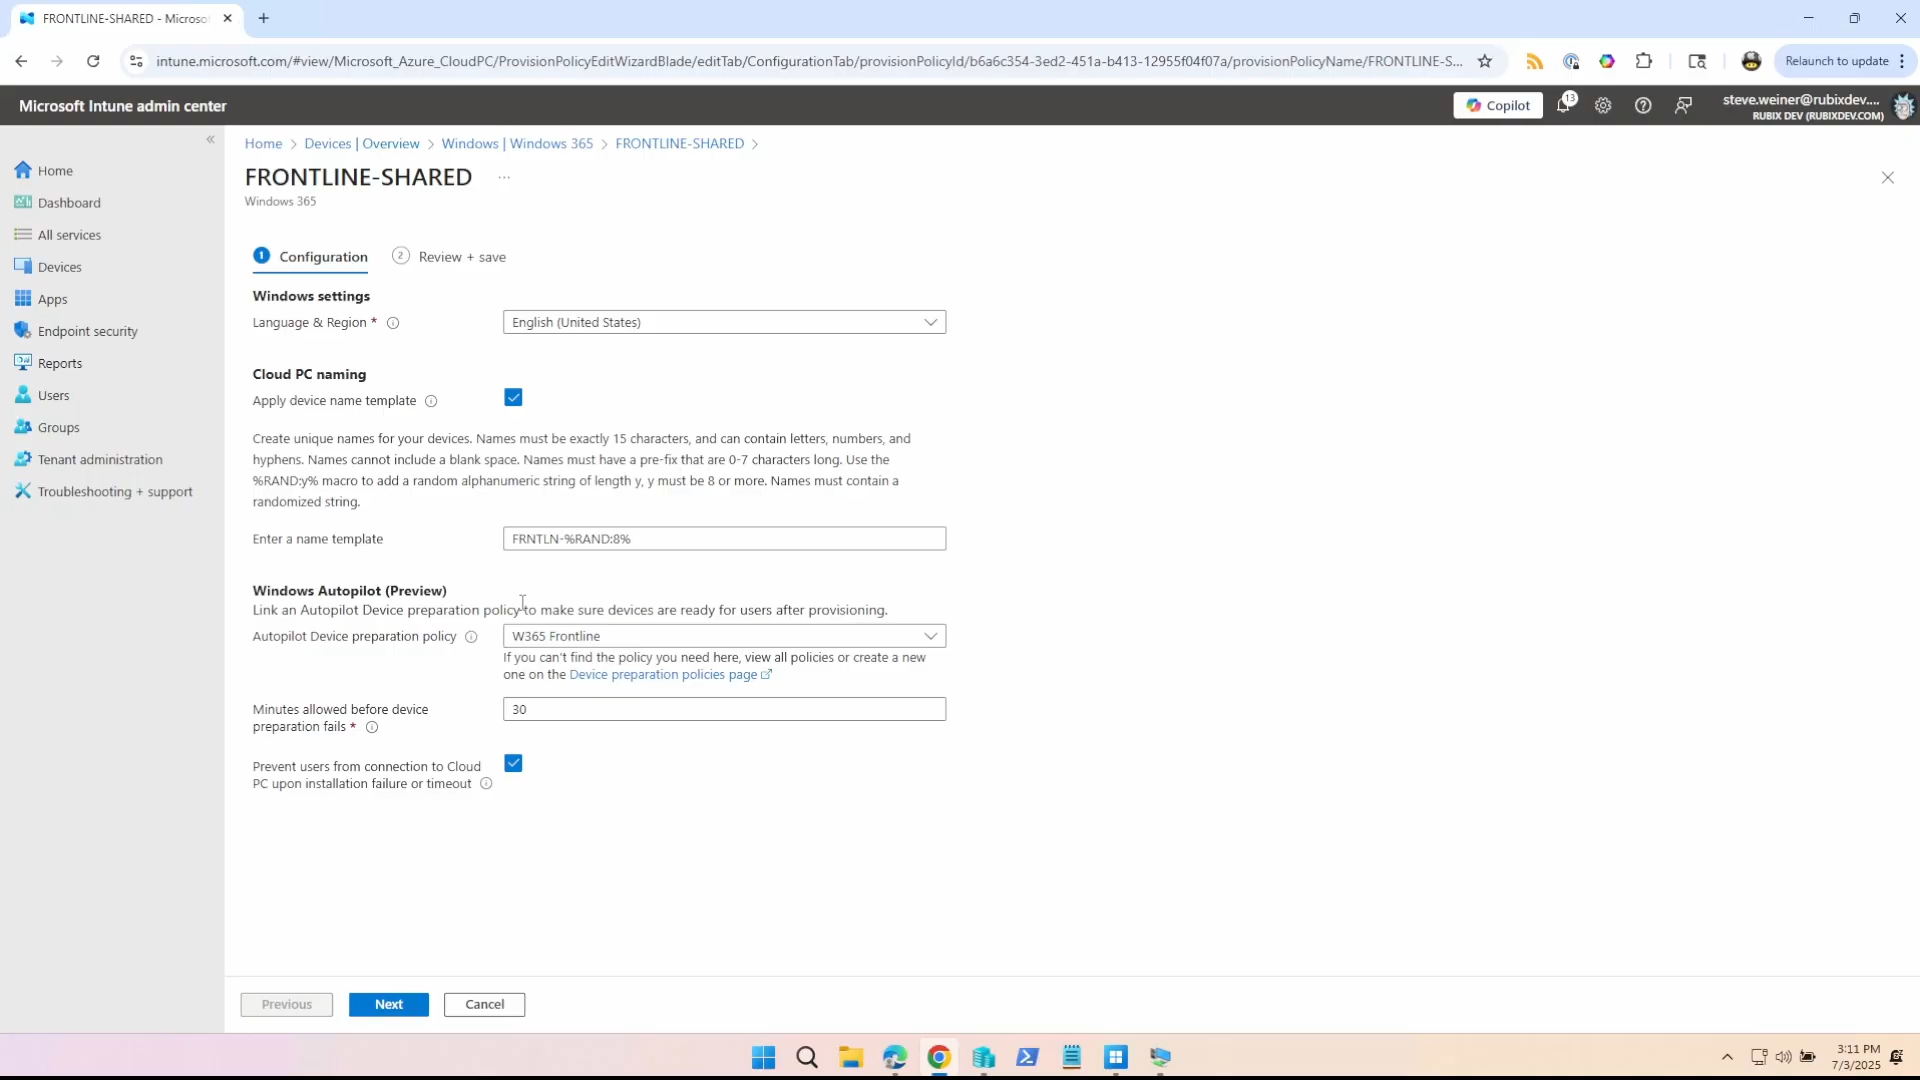 FRONTLINE-SHARED - Microso
intune.microsoft.com/#view/Microsoft_Azure_CloudPC/ProvisionPolicyEditWizardBlade/editTab/ConfigurationTab/provisionPolicyId/b6a6c354-3ed2-451a-b413-12955f04f07a/provisionPolicyName/FRONTLINE-S...
Relaunch to update
Microsoft Intune admin center
Copilot
13
steve.weiner@rubixdev....
RUBIX DEV (RUBIXDEV.COM)
Home
Dashboard
All services
Devices
Apps
Endpoint security
Reports
Users
Groups
Tenant administration
Troubleshooting + support
Home > Devices | Overview > Windows | Windows 365 > FRONTLINE-SHARED >
FRONTLINE-SHARED ...
Windows 365
1 Configuration 2 Review + save
Windows settings
Language & Region * English (United States)
Cloud PC naming
Apply device name template
Create unique names for your devices. Names must be exactly 15 characters, and can contain letters, numbers, and
hyphens. Names cannot include a blank space. Names must have a pre-fix that are 0-7 characters long. Use the
%RAND:y% macro to add a random alphanumeric string of length y, y must be 8 or more. Names must contain a
randomized string.
Enter a name template FRNTLN-%RAND:8%
Windows Autopilot (Preview)
Link an Autopilot Device preparation policy to make sure devices are ready for users after provisioning.
Autopilot Device preparation policy W365 Frontline
If you can't find the policy you need here, view all policies or create a new
one on the Device preparation policies page
Minutes allowed before device
preparation fails * 30
Prevent users from connection to Cloud
PC upon installation failure or timeout
Previous Next Cancel
3:11 PM
7/3/2025